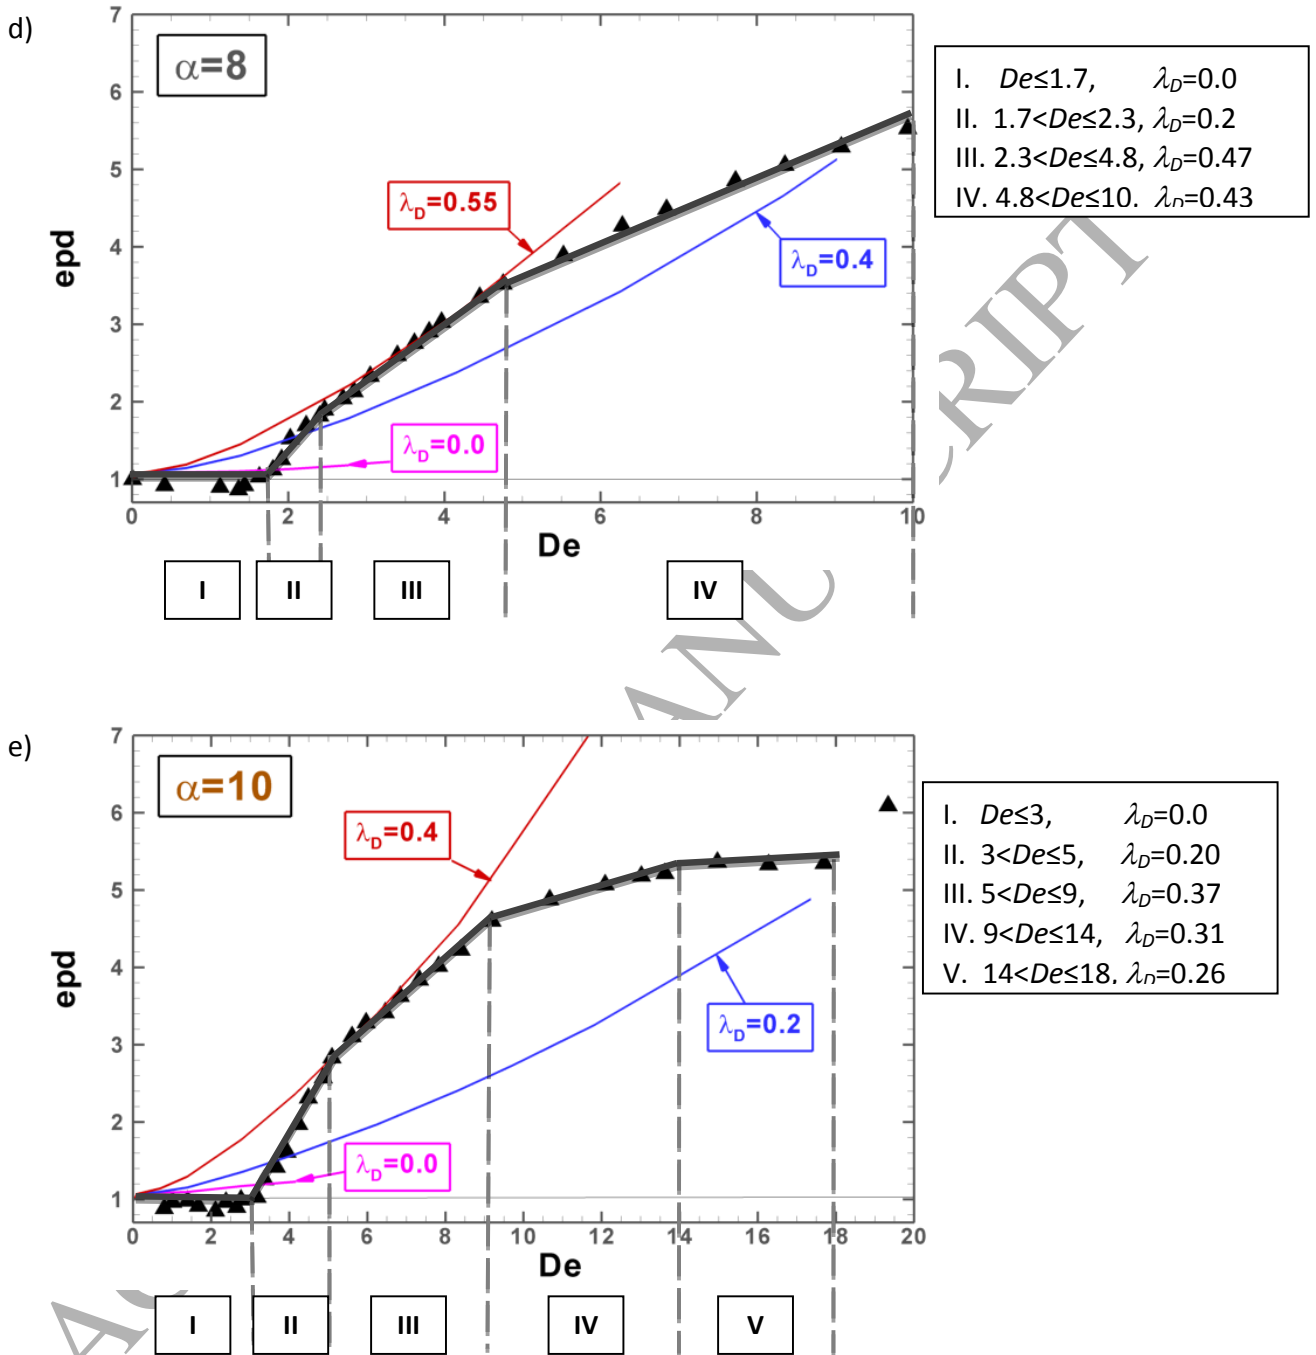 d)
7
6
5
4
3
2
1
epd
α=8
λD=0.55
λD=0.4
λD=0.0
0 2 4 6 8 10
De
I II III IV
I. De≤1.7, λD=0.0
II. 1.7<De≤2.3, λD=0.2
III. 2.3<De≤4.8, λD=0.47
IV. 4.8<De≤10. λD=0.43
e)
7
6
5
4
3
2
1
epd
α=10
λD=0.4
λD=0.2
λD=0.0
0 2 4 6 8 10 12 14 16 18 20
De
I II III IV V
I. De≤3, λD=0.0
II. 3<De≤5, λD=0.20
III. 5<De≤9, λD=0.37
IV. 9<De≤14, λD=0.31
V. 14<De≤18. λD=0.26